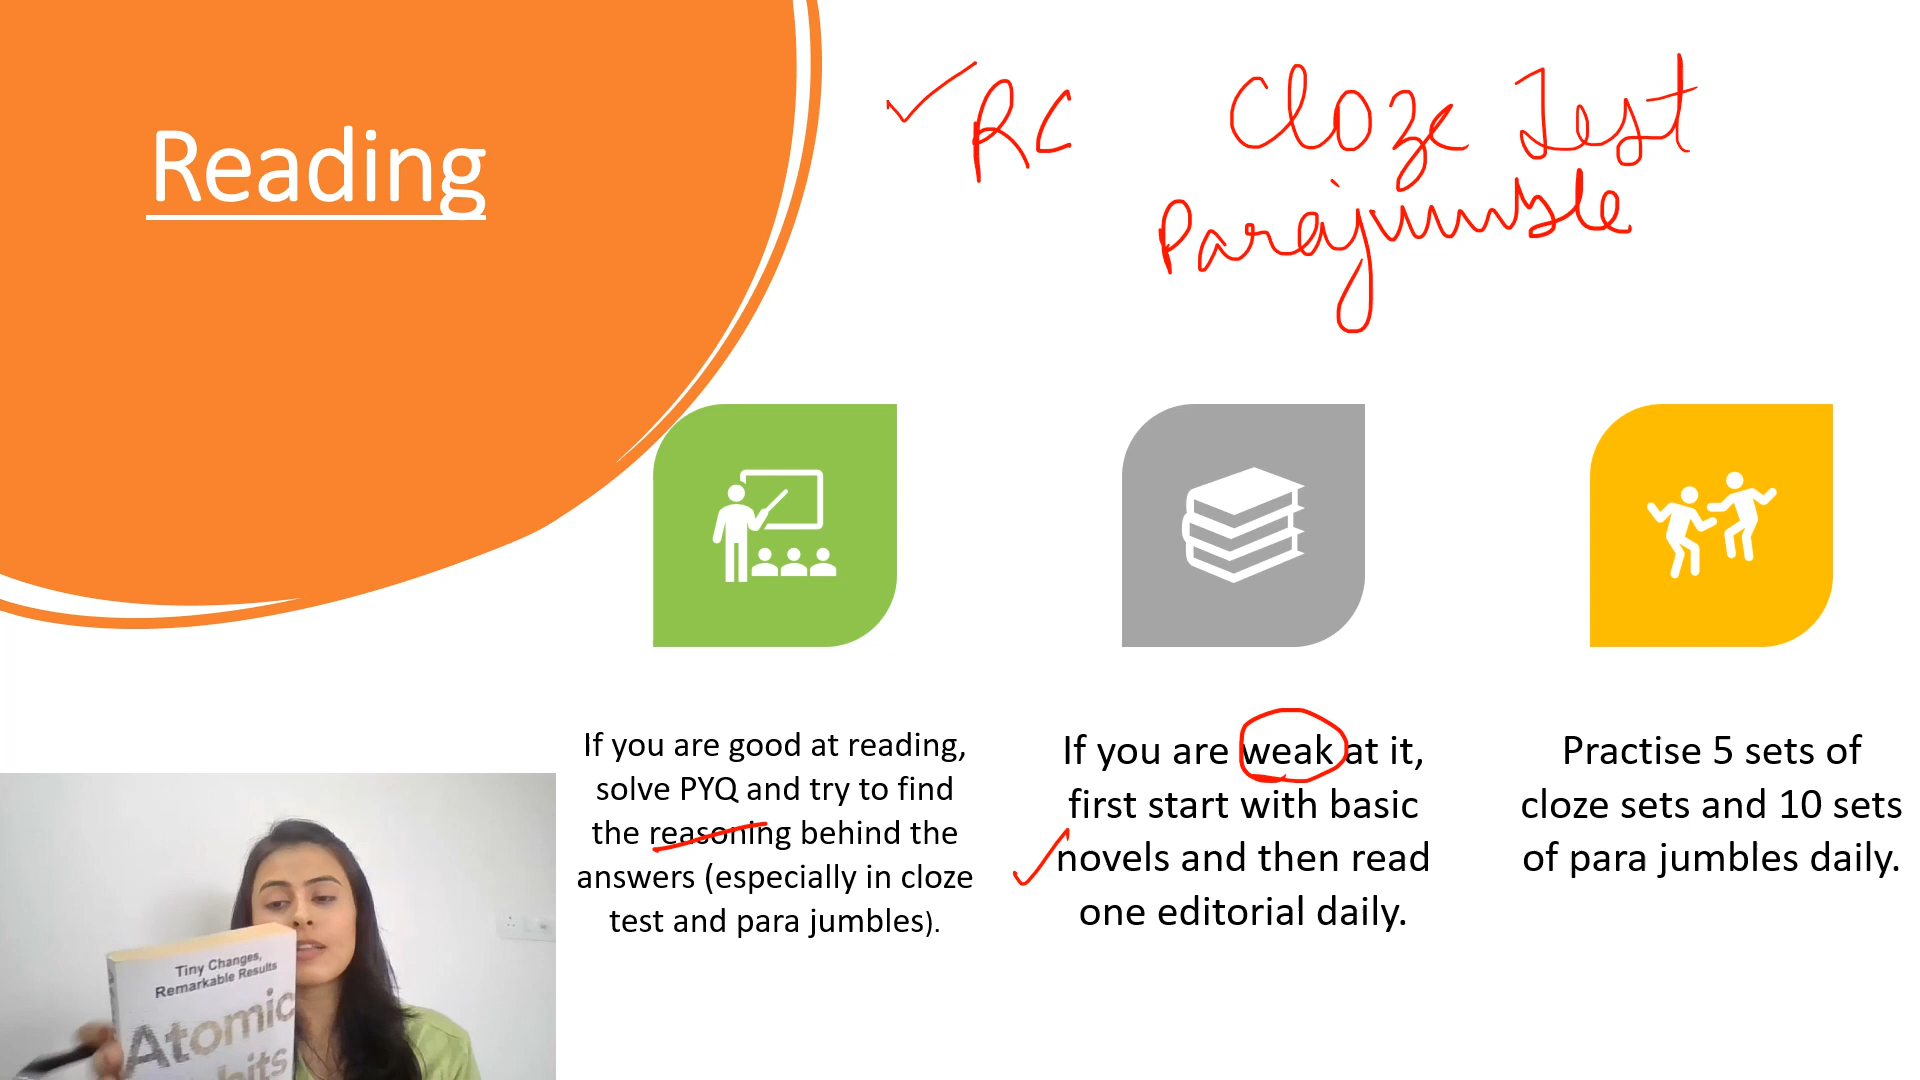 Reading
RC
Cloze Test
Parajumble
If you are good at reading,
solve PYQ and try to find
the reasoning behind the
answers (especially in cloze
test and para jumbles).
If you are weak at it,
first start with basic
novels and then read
one editorial daily.
Practise 5 sets of
cloze sets and 10 sets
of para jumbles daily.
Tiny Changes,
Remarkable Results
Atomic